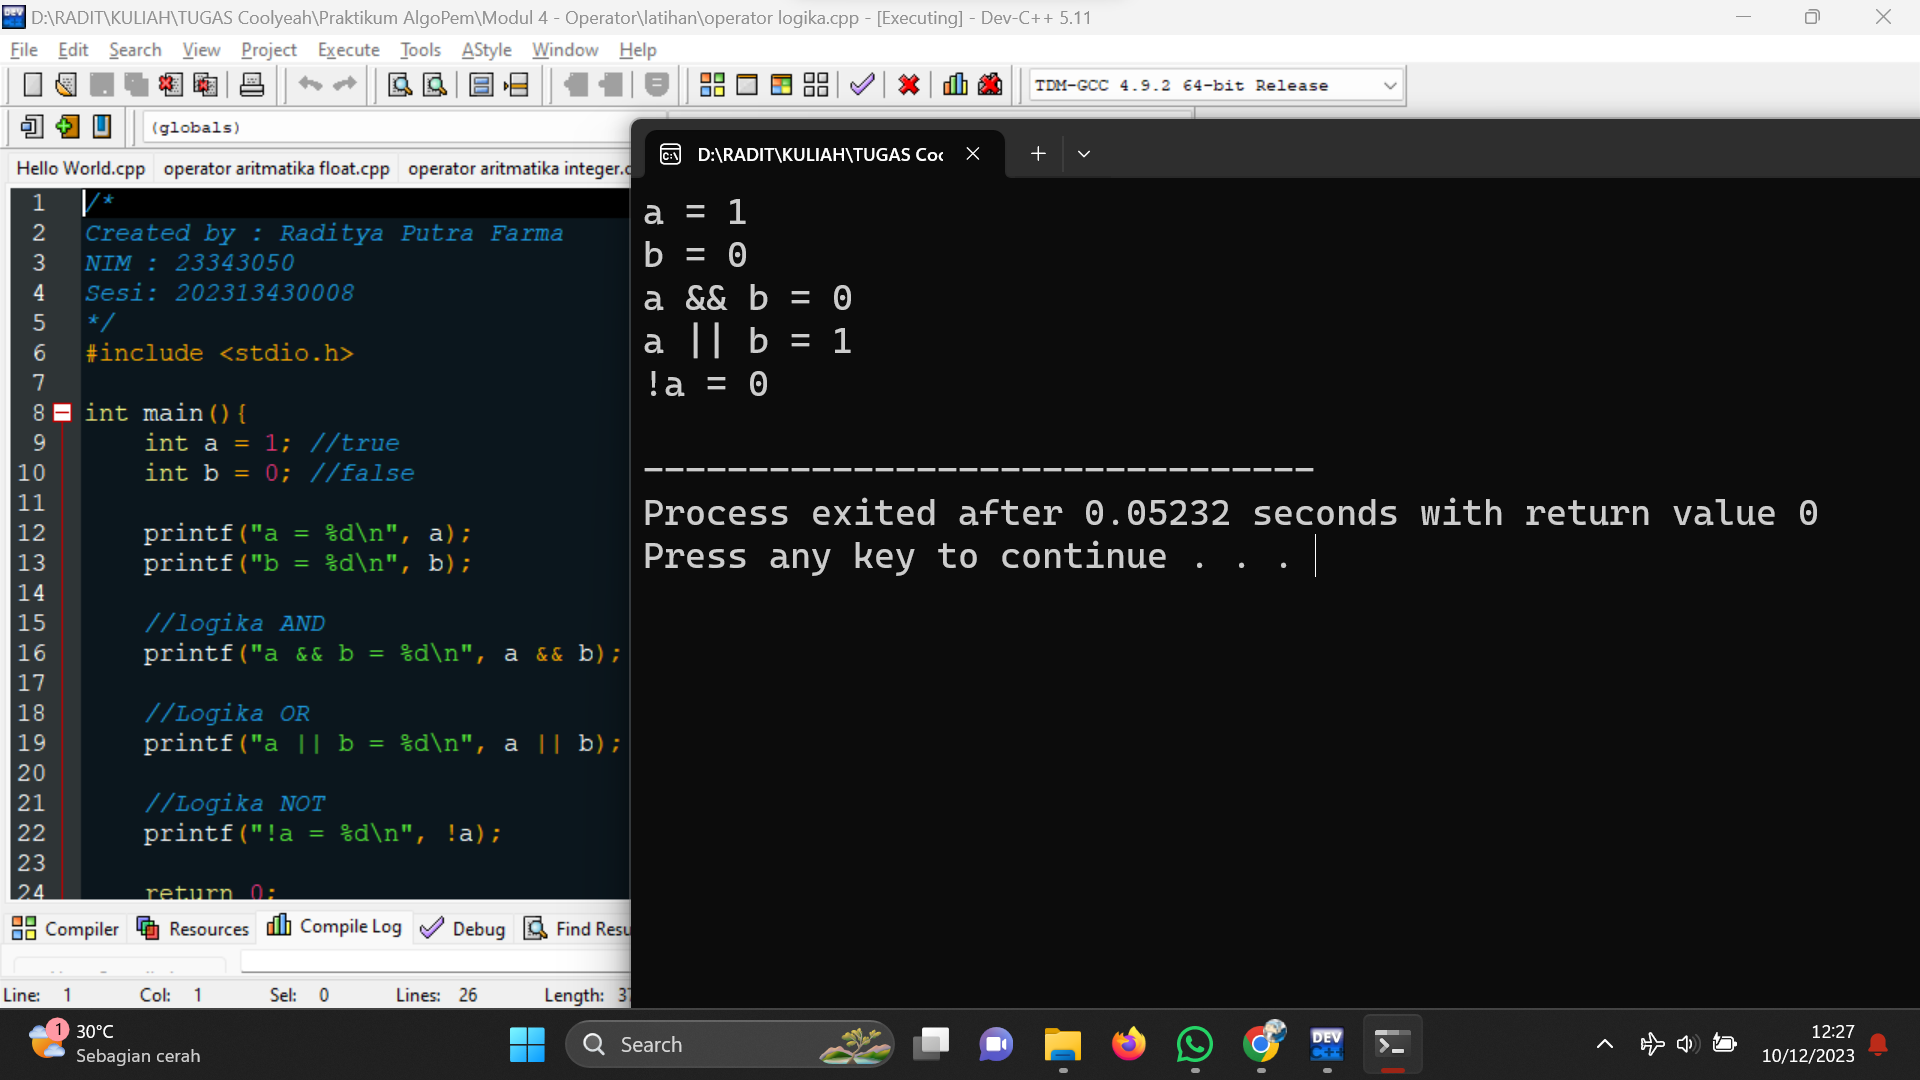 D:\RADIT\KULIAH\TUGAS Coolyeah\Praktikum AlgoPem\Modul 4 - Operator\latihan\operator logika.cpp - [Executing] - Dev-C++ 5.11
File Edit Search View Project Execute Tools AStyle Window Help
TDM-GCC 4.9.2 64-bit Release
(globals)
Hello World.cpp operator aritmatika float.cpp operator aritmatika integer.c
1 /*
2 Created by : Raditya Putra Farma
3 NIM : 23343050
4 Sesi: 202313430008
5 */
6 #include <stdio.h>
7
8 int main(){
9 int a = 1; //true
10 int b = 0; //false
11
12 printf("a = %d\n", a);
13 printf("b = %d\n", b);
14
15 //logika AND
16 printf("a && b = %d\n", a && b);
17
18 //Logika OR
19 printf("a || b = %d\n", a || b);
20
21 //Logika NOT
22 printf("!a = %d\n", !a);
23
24 return 0;
D:\RADIT\KULIAH\TUGAS Coo
a = 1
b = 0
a && b = 0
a || b = 1
!a = 0
--------------------------------
Process exited after 0.05232 seconds with return value 0
Press any key to continue . . .
Compiler Resources Compile Log Debug Find Resu
Line: 1 Col: 1 Sel: 0 Lines: 26 Length: 37
1 30°C
Sebagian cerah
Search
DEV C++
12:27
10/12/2023